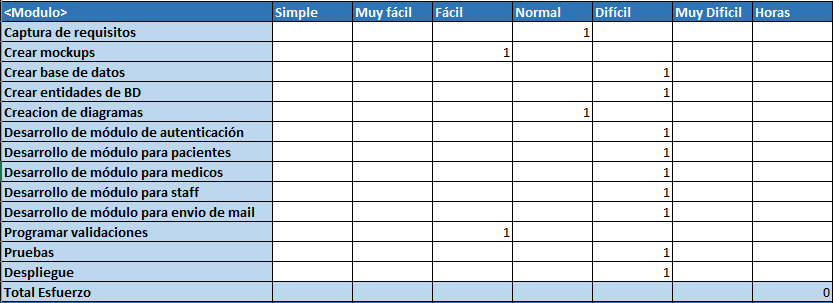 <Modulo> Simple Muy fácil Fácil Normal Difícil Muy Dificil Horas
Captura de requisitos 1
Crear mockups 1
Crear base de datos 1
Crear entidades de BD 1
Creacion de diagramas 1
Desarrollo de módulo de autenticación 1
Desarrollo de módulo para pacientes 1
Desarrollo de módulo para medicos 1
Desarrollo de módulo para staff 1
Desarrollo de módulo para envio de mail 1
Programar validaciones 1
Pruebas 1
Despliegue 1
Total Esfuerzo 0